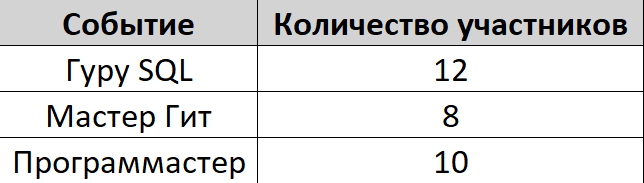 Событие Количество участников
Гуру SQL 12
Мастер Гит 8
Программастер 10